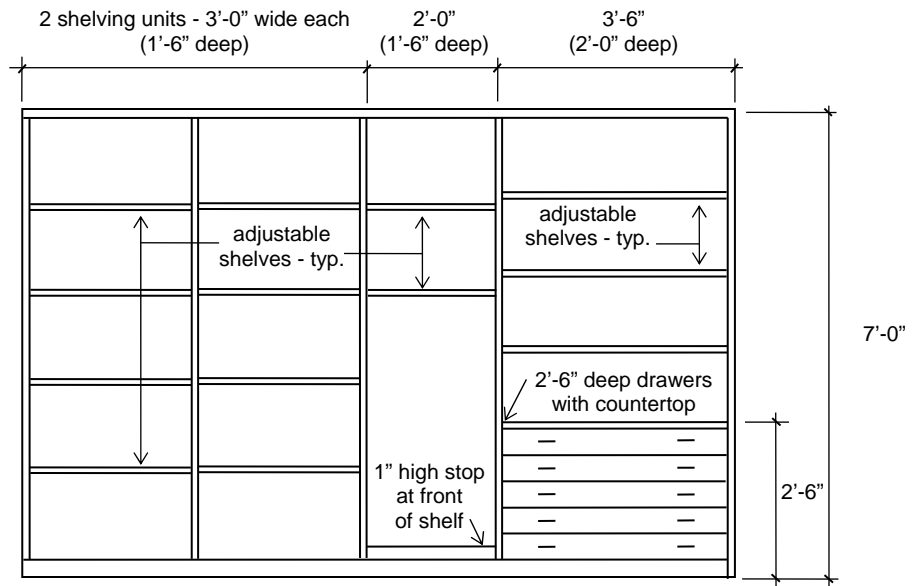 2 shelving units - 3’-0” wide each
(1’-6” deep)
2’-0”
(1’-6” deep)
3’-6”
(2’-0” deep)
adjustable
shelves - typ.
adjustable
shelves - typ.
7’-0”
2’-6” deep drawers
with countertop
1” high stop
at front
of shelf
2’-6”